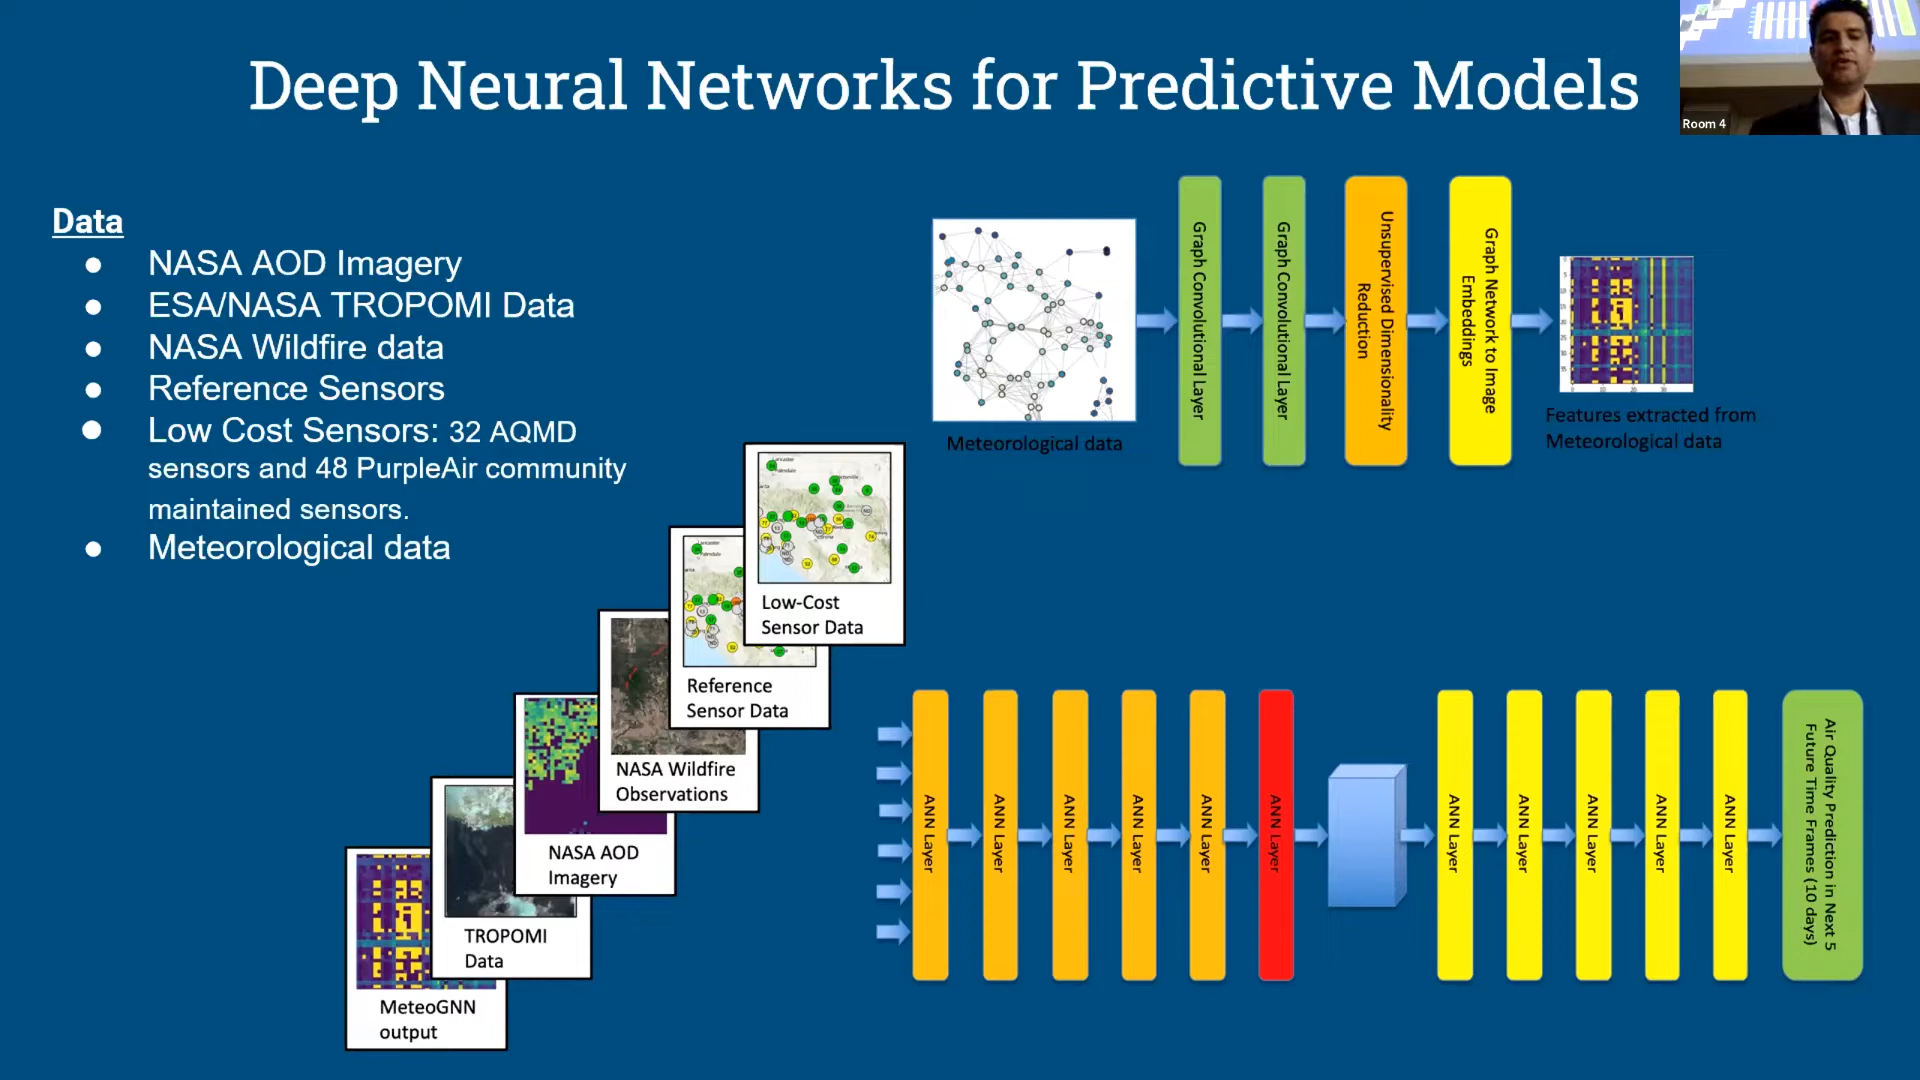 Deep Neural Networks for Predictive Models
Room 4
Data
● NASA AOD Imagery
● ESA/NASA TROPOMI Data
● NASA Wildfire data
● Reference Sensors
● Low Cost Sensors: 32 AQMD
sensors and 48 PurpleAir community
maintained sensors.
● Meteorological data
Meteorological data
Graph Convolutional Layer
Graph Convolutional Layer
Unsupervised Dimensionality
Reduction
Graph Network to Image
Embeddings
Features extracted from
Meteorological data
Low-Cost
Sensor Data
Reference
Sensor Data
NASA Wildfire
Observations
NASA AOD
Imagery
TROPOMI
Data
MeteoGNN
output
ANN Layer
ANN Layer
ANN Layer
ANN Layer
ANN Layer
ANN Layer
ANN Layer
ANN Layer
ANN Layer
ANN Layer
ANN Layer
Air Quality Prediction in Next 5
Future Time Frames (10 days)